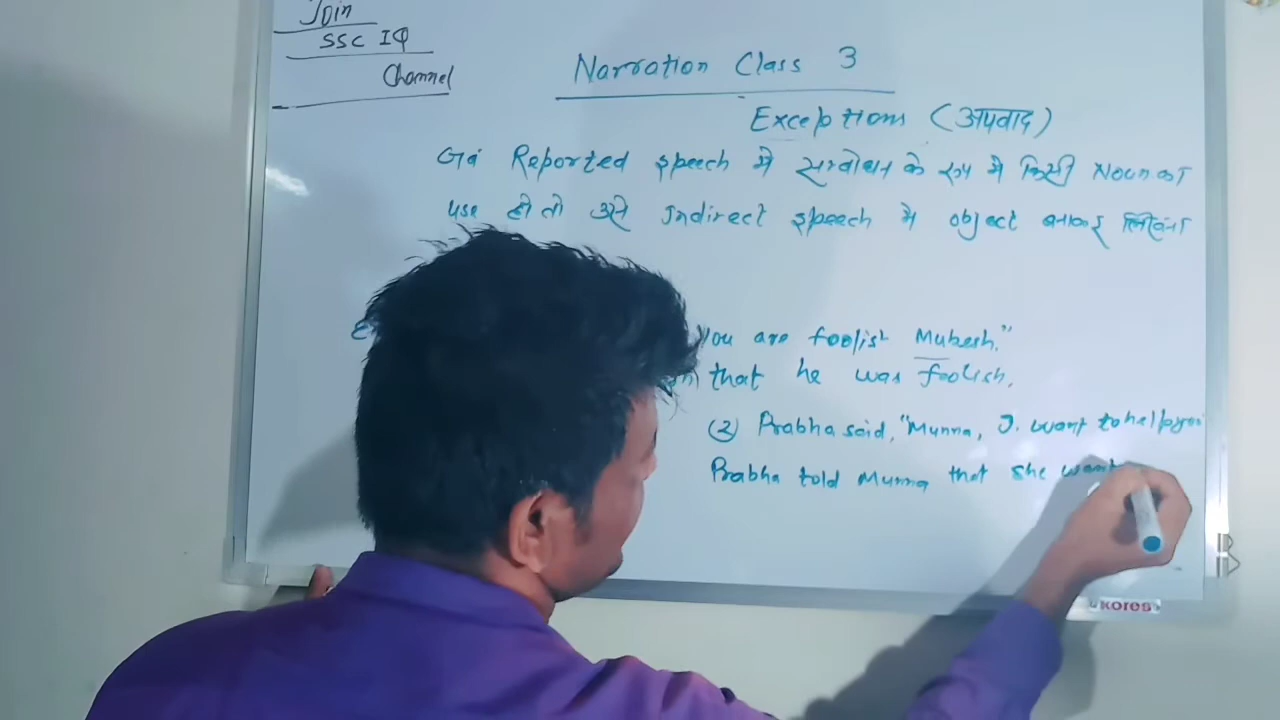 Join
SSC IQ
Channel
Narration Class 3
Exceptions (अपवाद)
Reported speech में सम्बोधन के रूप में किसी Noun का
use हो तो उसे Indirect speech में object बनाकर
You are foolish Mukesh."
that he was foolish.
(2) Prabha said, "Munna, I want to help you
Prabha told Munna that she want
Kores